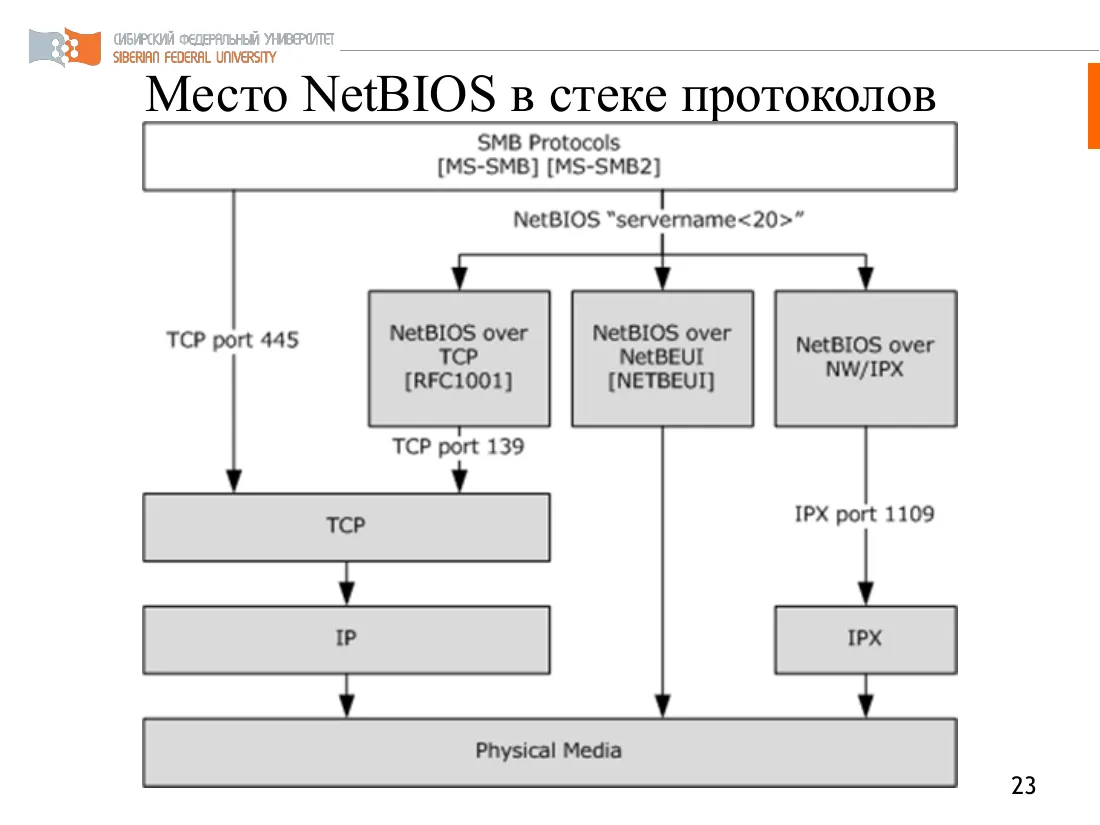 СИБИРСКИЙ ФЕДЕРАЛЬНЫЙ УНИВЕРСИТЕТ
SIBERIAN FEDERAL UNIVERSITY
Место NetBIOS в стеке протоколов
SMB Protocols
[MS-SMB] [MS-SMB2]
NetBIOS “servername<20>”
TCP port 445
NetBIOS over
TCP
[RFC1001]
NetBIOS over
NetBEUI
[NETBEUI]
NetBIOS over
NW/IPX
TCP port 139
IPX port 1109
TCP
IP
IPX
Physical Media
23